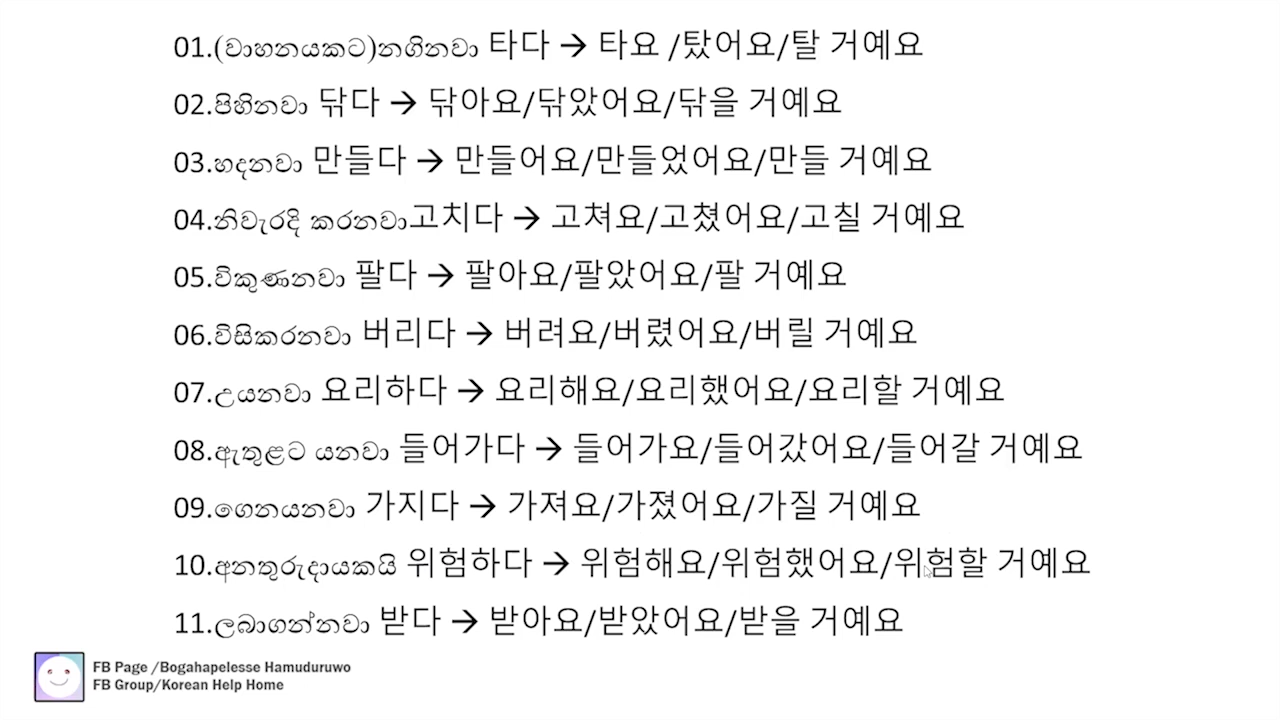 01.(වාහනයකට)නගිනවා 타다 → 타요 /탔어요/탈 거예요
02.පිහිනවා 닦다 → 닦아요/닦았어요/닦을 거예요
03.හදනවා 만들다 → 만들어요/만들었어요/만들 거예요
04.නිවැරදි කරනවා고치다 → 고쳐요/고쳤어요/고칠 거예요
05.විකුණනවා 팔다 → 팔아요/팔았어요/팔 거예요
06.විසිකරනවා 버리다 → 버려요/버렸어요/버릴 거예요
07.උයනවා 요리하다 → 요리해요/요리했어요/요리할 거예요
08.ඇතුළට යනවා 들어가다 → 들어가요/들어갔어요/들어갈 거예요
09.ගෙනයනවා 가지다 → 가져요/가졌어요/가질 거예요
10.අනතුරුදායකයි 위험하다 → 위험해요/위험했어요/위험할 거예요
11.ලබාගන්නවා 받다 → 받아요/받았어요/받을 거예요
FB Page /Bogahapelesse Hamuduruwo
FB Group/Korean Help Home